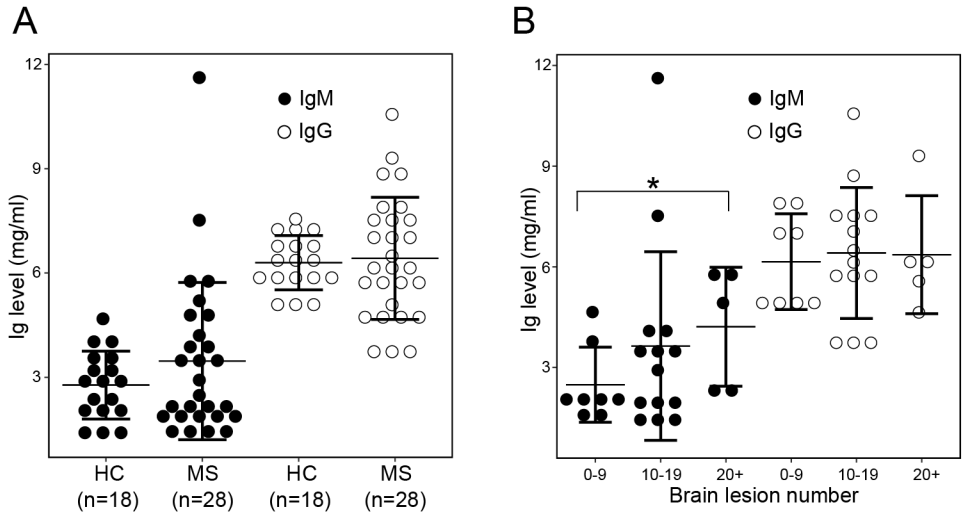 A
Ig level (mg/ml)
12
9
6
3
IgM
IgG
HC
(n=18)
MS
(n=28)
HC
(n=18)
MS
(n=28)
B
Ig level (mg/ml)
12
9
6
3
IgM
IgG
*
0-9
10-19
20+
0-9
10-19
20+
Brain lesion number